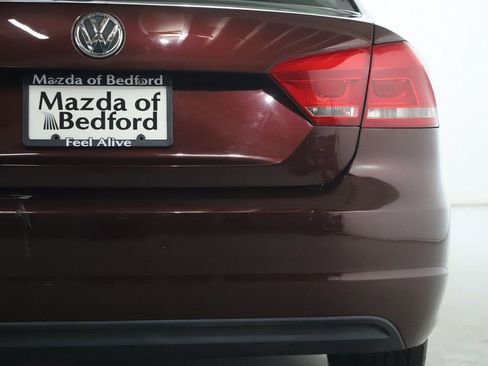 Mazda of Bedford
Mazda of
Bedford
Feel Alive